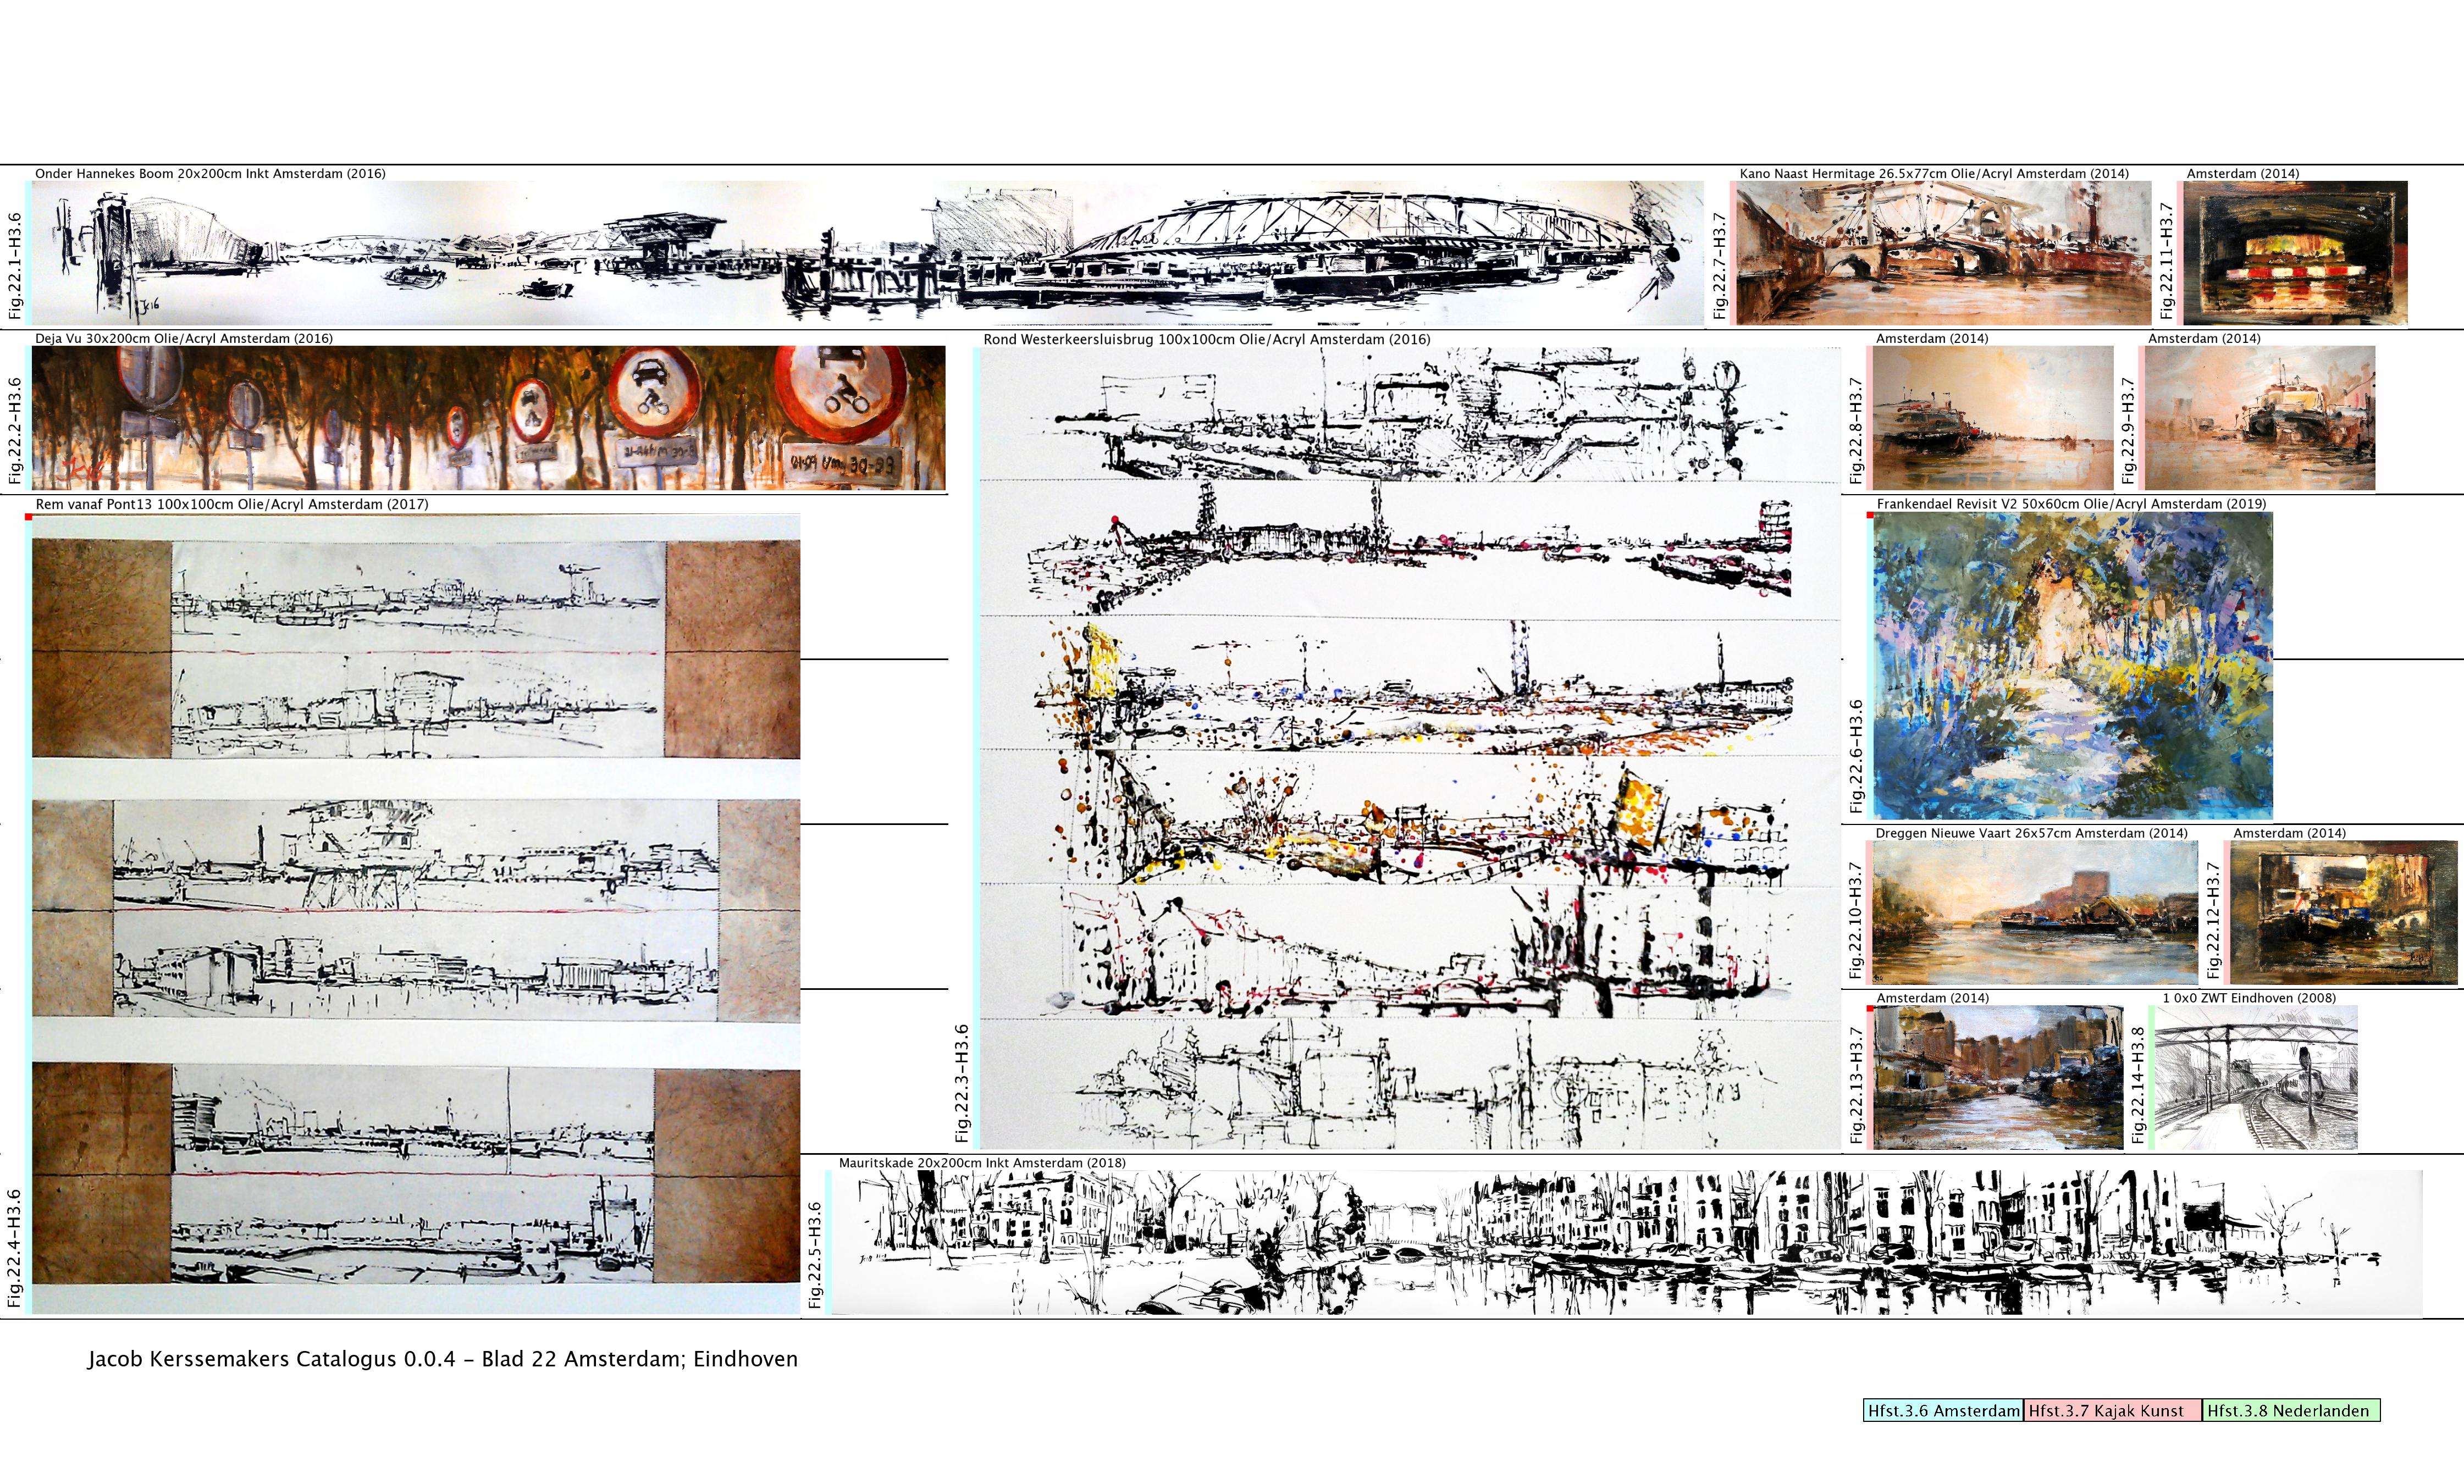 Onder Hannekes Boom 20x200cm Inkt Amsterdam (2016)
Fig.22.1-H3.6
JK16
Kano Naast Hermitage 26.5x77cm Olie/Acryl Amsterdam (2014)
Fig.22.7-H3.7
Amsterdam (2014)
Fig.22.11-H3.7
Deja Vu 30x200cm Olie/Acryl Amsterdam (2016)
Fig.22.2-H3.6
Rond Westerkeersluisbrug 100x100cm Olie/Acryl Amsterdam (2016)
Fig.22.3-H3.6
Amsterdam (2014)
Fig.22.8-H3.7
Amsterdam (2014)
Fig.22.9-H3.7
Rem vanaf Pont13 100x100cm Olie/Acryl Amsterdam (2017)
Fig.22.4-H3.6
Frankendael Revisit V2 50x60cm Olie/Acryl Amsterdam (2019)
Fig.22.6-H3.6
Dreggen Nieuwe Vaart 26x57cm Amsterdam (2014)
Fig.22.10-H3.7
Amsterdam (2014)
Fig.22.12-H3.7
Amsterdam (2014)
Fig.22.13-H3.7
1 0x0 ZWT Eindhoven (2008)
Fig.22.14-H3.8
Mauritskade 20x200cm Inkt Amsterdam (2018)
Fig.22.5-H3.6
Jacob Kerssemakers Catalogus 0.0.4 - Blad 22 Amsterdam; Eindhoven
Hfst.3.6 Amsterdam
Hfst.3.7 Kajak Kunst
Hfst.3.8 Nederlanden